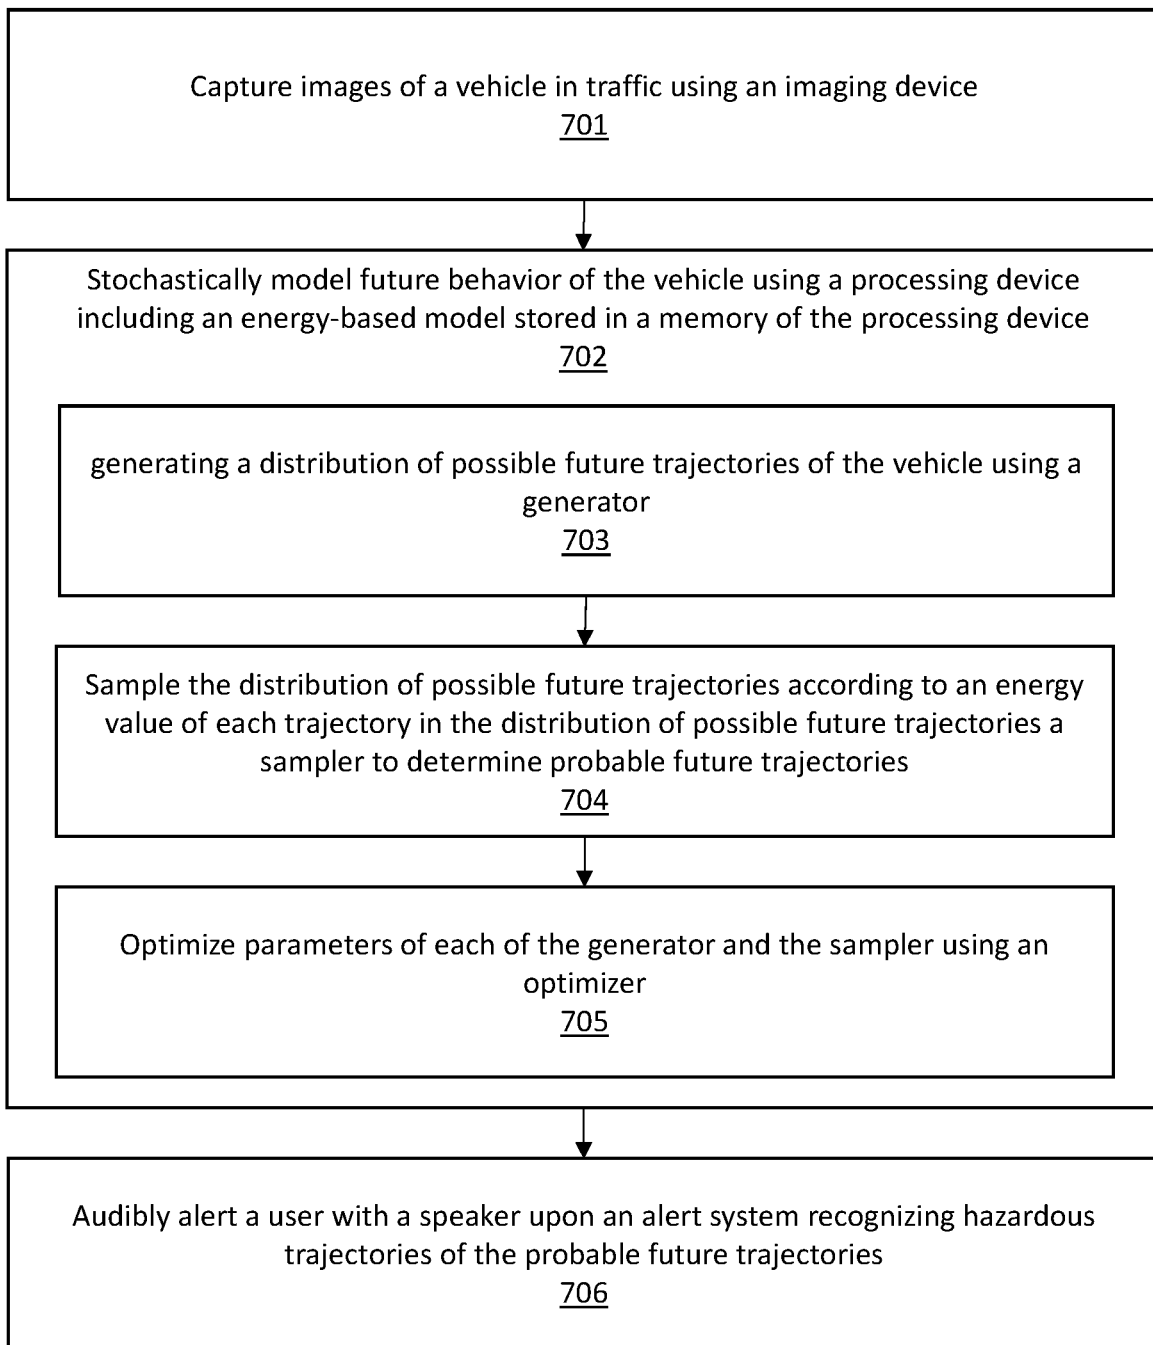 Capture images of a vehicle in traffic using an imaging device
701
Stochastically model future behavior of the vehicle using a processing device
including an energy-based model stored in a memory of the processing device
702
generating a distribution of possible future trajectories of the vehicle using a
generator
703
Sample the distribution of possible future trajectories according to an energy
value of each trajectory in the distribution of possible future trajectories a
sampler to determine probable future trajectories
704
Optimize parameters of each of the generator and the sampler using an
optimizer
705
Audibly alert a user with a speaker upon an alert system recognizing hazardous
trajectories of the probable future trajectories
706